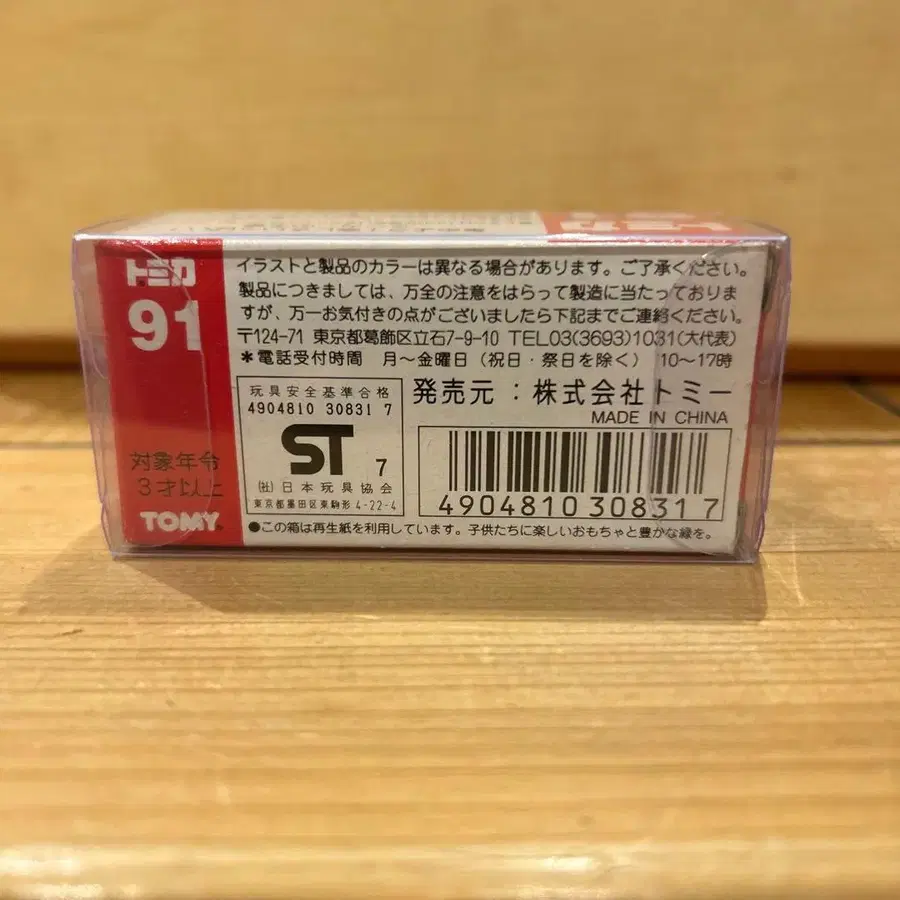 トミカ
91
対象年令
3才以上
TOMY
イラストと製品のカラーは異なる場合があります。ご了承ください。
製品につきましては、万全の注意をはらって製造に当たっておりま
すが、万一お気付きの点がございましたら下記までご連絡ください。
〒124-71 東京都葛飾区立石7-9-10 TEL03(3693)1031(大代表)
＊電話受付時間 月～金曜日(祝日・祭日を除く) 10～17時
玩具安全基準合格
4904810 30831 7
ST 7
(社)日本玩具協会
東京都墨田区東駒形4-22-4
発売元：株式会社トミー
MADE IN CHINA
4904810 308317
●この箱は再生紙を利用しています。子供たちに楽しいおもちゃと豊かな緑を。